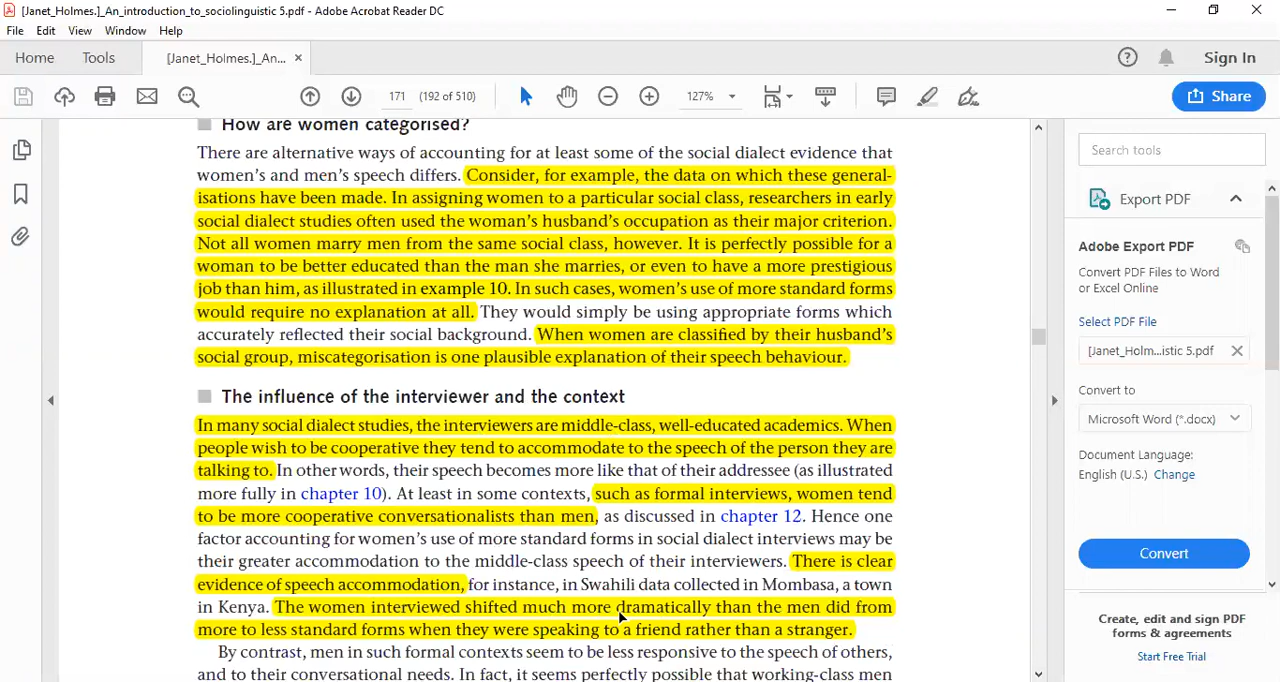 [Janet_Holmes.]_An_introduction_to_sociolinguistic 5.pdf - Adobe Acrobat Reader DC
File Edit View Window Help
Home Tools [Janet_Holmes.]_An... × Sign In
171 (192 of 510) 127% Share
How are women categorised?
There are alternative ways of accounting for at least some of the social dialect evidence that
women's and men's speech differs. Consider, for example, the data on which these general-
isations have been made. In assigning women to a particular social class, researchers in early
social dialect studies often used the woman's husband's occupation as their major criterion.
Not all women marry men from the same social class, however. It is perfectly possible for a
woman to be better educated than the man she marries, or even to have a more prestigious
job than him, as illustrated in example 10. In such cases, women's use of more standard forms
would require no explanation at all. They would simply be using appropriate forms which
accurately reflected their social background. When women are classified by their husband's
social group, miscategorisation is one plausible explanation of their speech behaviour.
The influence of the interviewer and the context
In many social dialect studies, the interviewers are middle-class, well-educated academics. When
people wish to be cooperative they tend to accommodate to the speech of the person they are
talking to. In other words, their speech becomes more like that of their addressee (as illustrated
more fully in chapter 10). At least in some contexts, such as formal interviews, women tend
to be more cooperative conversationalists than men, as discussed in chapter 12. Hence one
factor accounting for women's use of more standard forms in social dialect interviews may be
their greater accommodation to the middle-class speech of their interviewers. There is clear
evidence of speech accommodation, for instance, in Swahili data collected in Mombasa, a town
in Kenya. The women interviewed shifted much more dramatically than the men did from
more to less standard forms when they were speaking to a friend rather than a stranger.
By contrast, men in such formal contexts seem to be less responsive to the speech of others,
and to their conversational needs. In fact, it seems perfectly possible that working-class men
Search tools
Export PDF
Adobe Export PDF
Convert PDF Files to Word
or Excel Online
Select PDF File
[Janet_Holm...istic 5.pdf
Convert to
Microsoft Word (*.docx)
Document Language:
English (U.S.) Change
Convert
Create, edit and sign PDF
forms & agreements
Start Free Trial